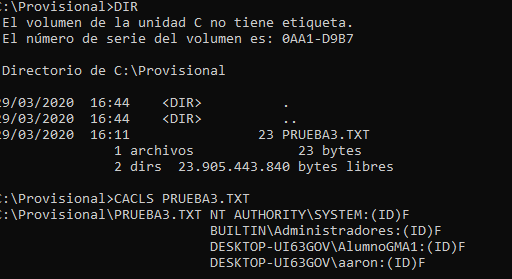 C:\Provisional>DIR
El volumen de la unidad C no tiene etiqueta.
El número de serie del volumen es: 0AA1-D9B7
Directorio de C:\Provisional
29/03/2020 16:44 <DIR> .
29/03/2020 16:44 <DIR> ..
29/03/2020 16:11 23 PRUEBA3.TXT
1 archivos 23 bytes
2 dirs 23.905.443.840 bytes libres
C:\Provisional>CACLS PRUEBA3.TXT
C:\Provisional\PRUEBA3.TXT NT AUTHORITY\SYSTEM:(ID)F
BUILTIN\Administradores:(ID)F
DESKTOP-UI63GOV\AlumnoGMA1:(ID)F
DESKTOP-UI63GOV\aaron:(ID)F